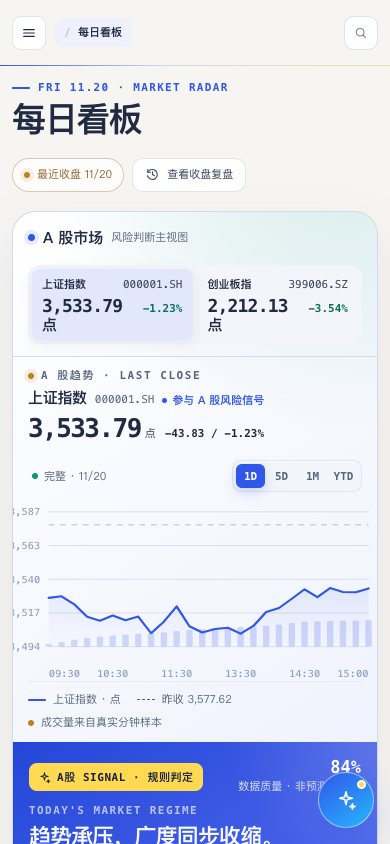 / 每日看板
FRI 11.20 · MARKET RADAR
每日看板
最近收盘 11/20
查看收盘复盘
A 股市场 风险判断主视图
上证指数 000001.SH
3,533.79 点 -1.23%
创业板指 399006.SZ
2,212.13 点 -3.54%
A 股趋势 · LAST CLOSE
上证指数 000001.SH 参与 A 股风险信号
3,533.79 点 -43.83 / -1.23%
完整 · 11/20
1D 5D 1M YTD
,587
,563
,540
,517
,494
09:30 10:30 11:30 13:30 14:30 15:00
上证指数 · 点 昨收 3,577.62
成交量来自真实分钟样本
A股 SIGNAL · 规则判定
84%
数据质量 · 非预
TODAY'S MARKET REGIME
趋势承压，广度同步收缩。